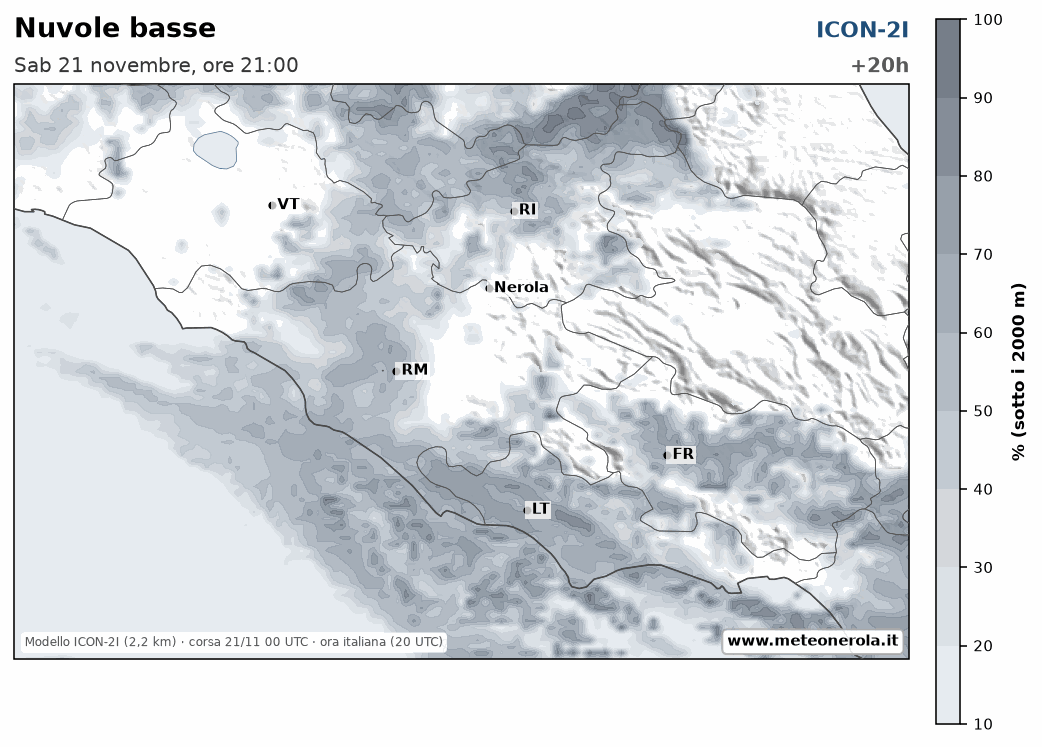 Nuvole basse
ICON-2I
Sab 21 novembre, ore 21:00
+20h
VT
RI
Nerola
RM
FR
LT
Modello ICON-2I (2,2 km) · corsa 21/11 00 UTC · ora italiana (20 UTC)
www.meteonerola.it
100
90
80
70
60
50
40
30
20
10
% (sotto i 2000 m)